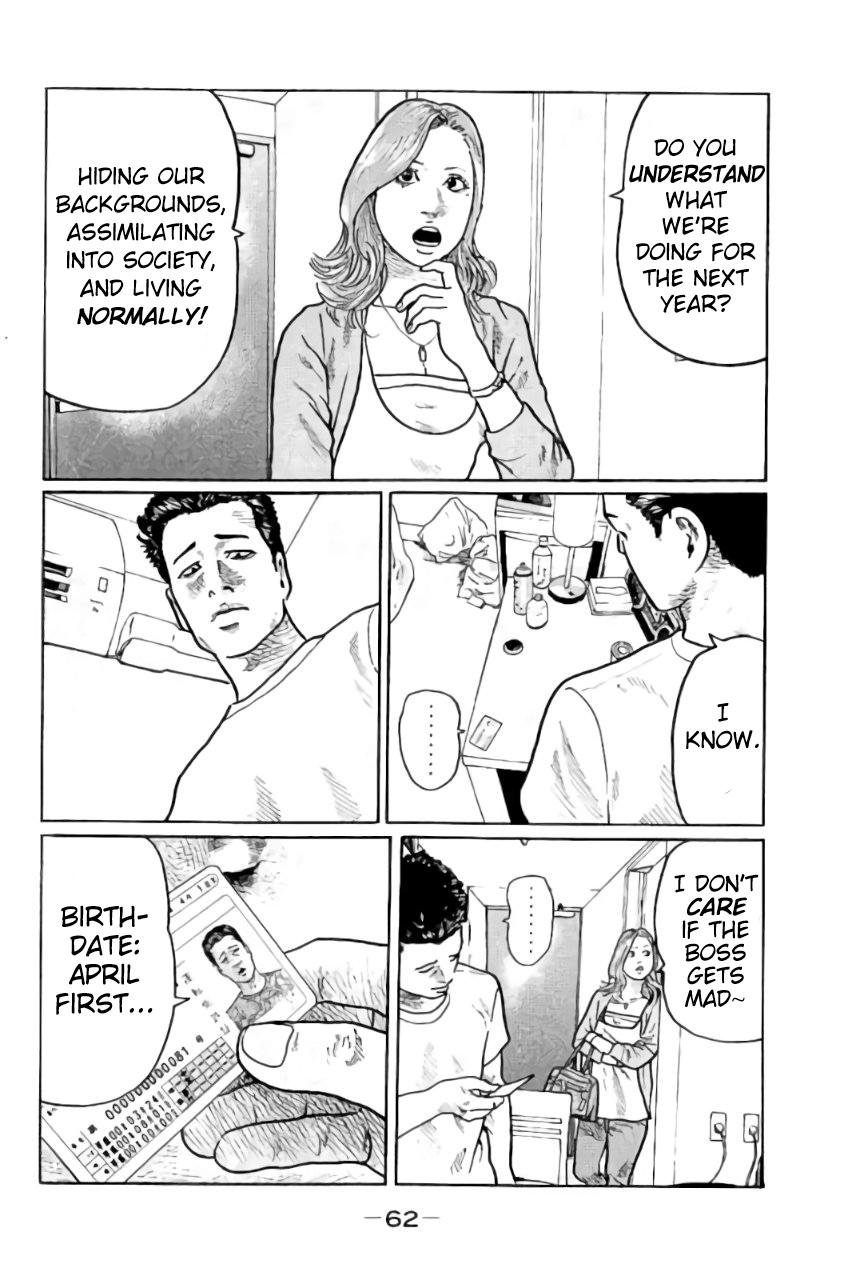 DO YOU
UNDERSTAND
WHAT
WE'RE
DOING FOR
THE NEXT
YEAR?
HIDING OUR
BACKGROUNDS,
ASSIMILATING
INTO SOCIETY,
AND LIVING
NORMALLY!
I
KNOW.
I DON'T
CARE
IF THE
BOSS
GETS
MAD~
BIRTH-
DATE:
APRIL
FIRST...
-62-